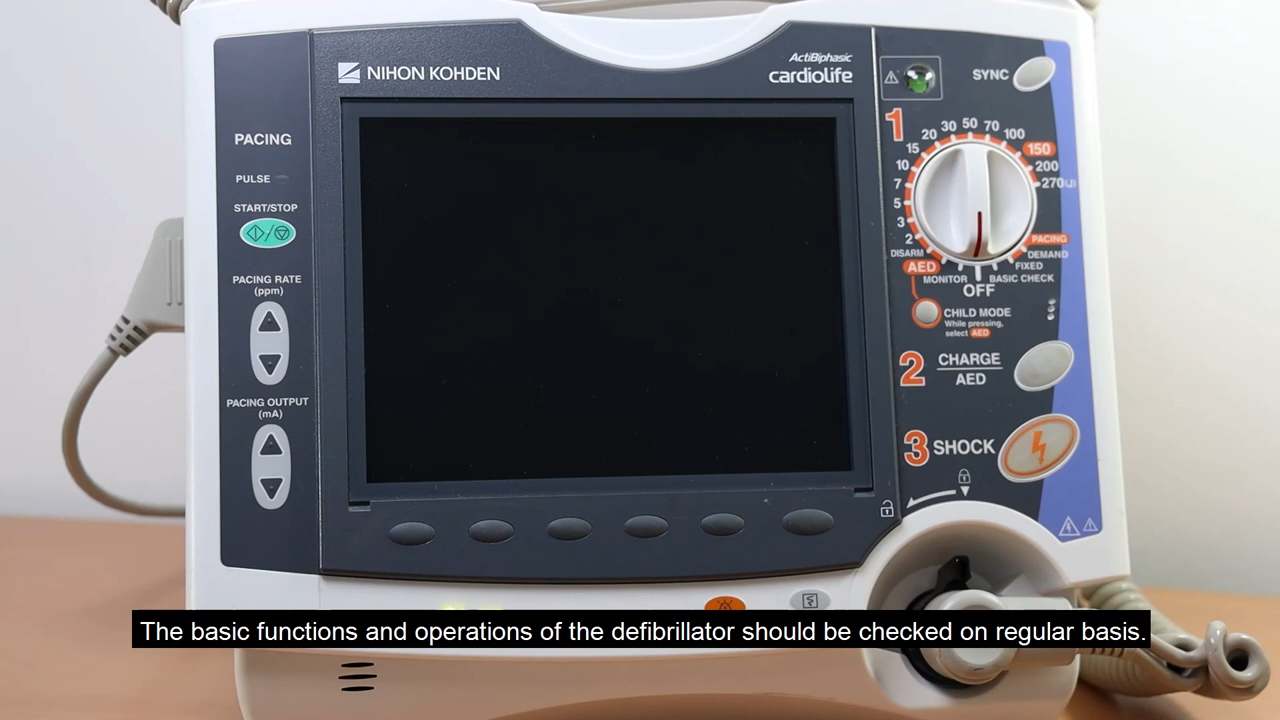 NIHON KOHDEN
ActiBiphasic
cardiolife
PACING
PULSE
START/STOP
PACING RATE
(ppm)
PACING OUTPUT
(mA)
SYNC
1
2
3
5
7
10
15
20
30
50
70
100
150
200
270(J)
PACING
DEMAND
FIXED
BASIC CHECK
OFF
MONITOR
AED
DISARM
CHILD MODE
While pressing,
select AED
2
CHARGE
AED
3 SHOCK
The basic functions and operations of the defibrillator should be checked on regular basis.